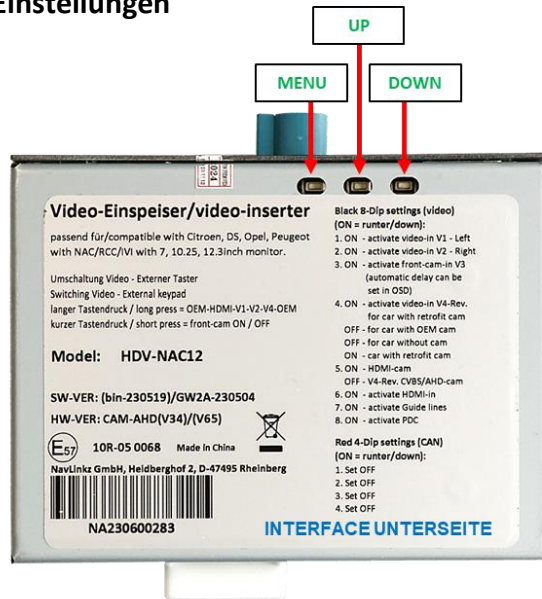 Einstellungen
UP
MENU
DOWN
Video-Einspeiser/video-inserter
passend für/compatible with Citroen, DS, Opel, Peugeot
with NAC/RCC/IVI with 7, 10.25, 12.3inch monitor.
Umschaltung Video - Externer Taster
Switching Video - External keypad
langer Tastendruck / long press = OEM-HDMI-V1-V2-V4-OEM
kurzer Tastendruck / short press = front-cam ON / OFF
Model: HDV-NAC12
SW-VER: (bin-230519)/GW2A-230504
HW-VER: CAM-AHD(V34)/(V65)
E57 10R-05 0068 Made in China
NavLinkz GmbH, Heidberghof 2, D-47495 Rheinberg
NA230600283
Black 8-Dip settings (video)
(ON = runter/down):
1. ON - activate video-in V1 - Left
2. ON - activate video-in V2 - Right
3. ON - activate front-cam-in V3
(automatic delay can be
set in OSD)
4. ON - activate video-in V4-Rev.
for car with retrofit cam
OFF - for car with OEM cam
OFF - for car without cam
ON - car with retrofit cam
5. ON - HDMI-cam
OFF - V4-Rev. CVBS/AHD-cam
6. ON - activate HDMI-in
7. ON - activate Guide lines
8. ON - activate PDC
Red 4-Dip settings (CAN)
(ON = runter/down):
1. Set OFF
2. Set OFF
3. Set OFF
4. Set OFF
INTERFACE UNTERSEITE